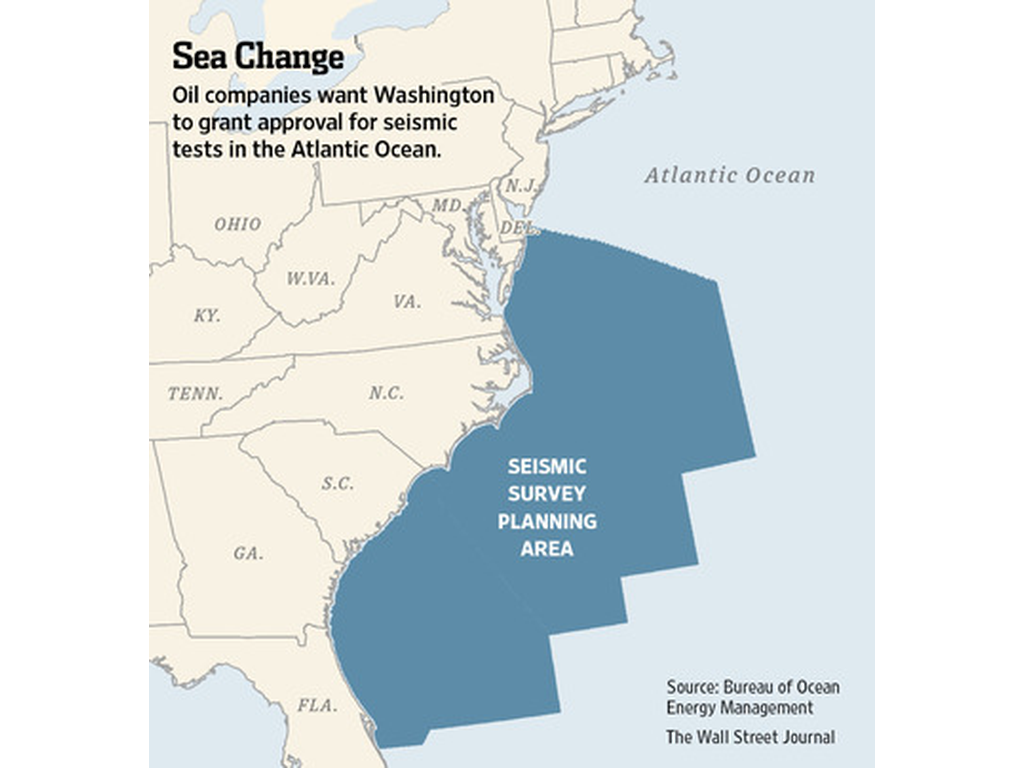 Sea Change
Oil companies want Washington
to grant approval for seismic
tests in the Atlantic Ocean.
Atlantic Ocean
N.J.
MD.
DEL.
OHIO
W.VA.
VA.
KY.
TENN.
N.C.
SEISMIC
SURVEY
PLANNING
AREA
S.C.
GA.
FLA.
Source: Bureau of Ocean
Energy Management
The Wall Street Journal